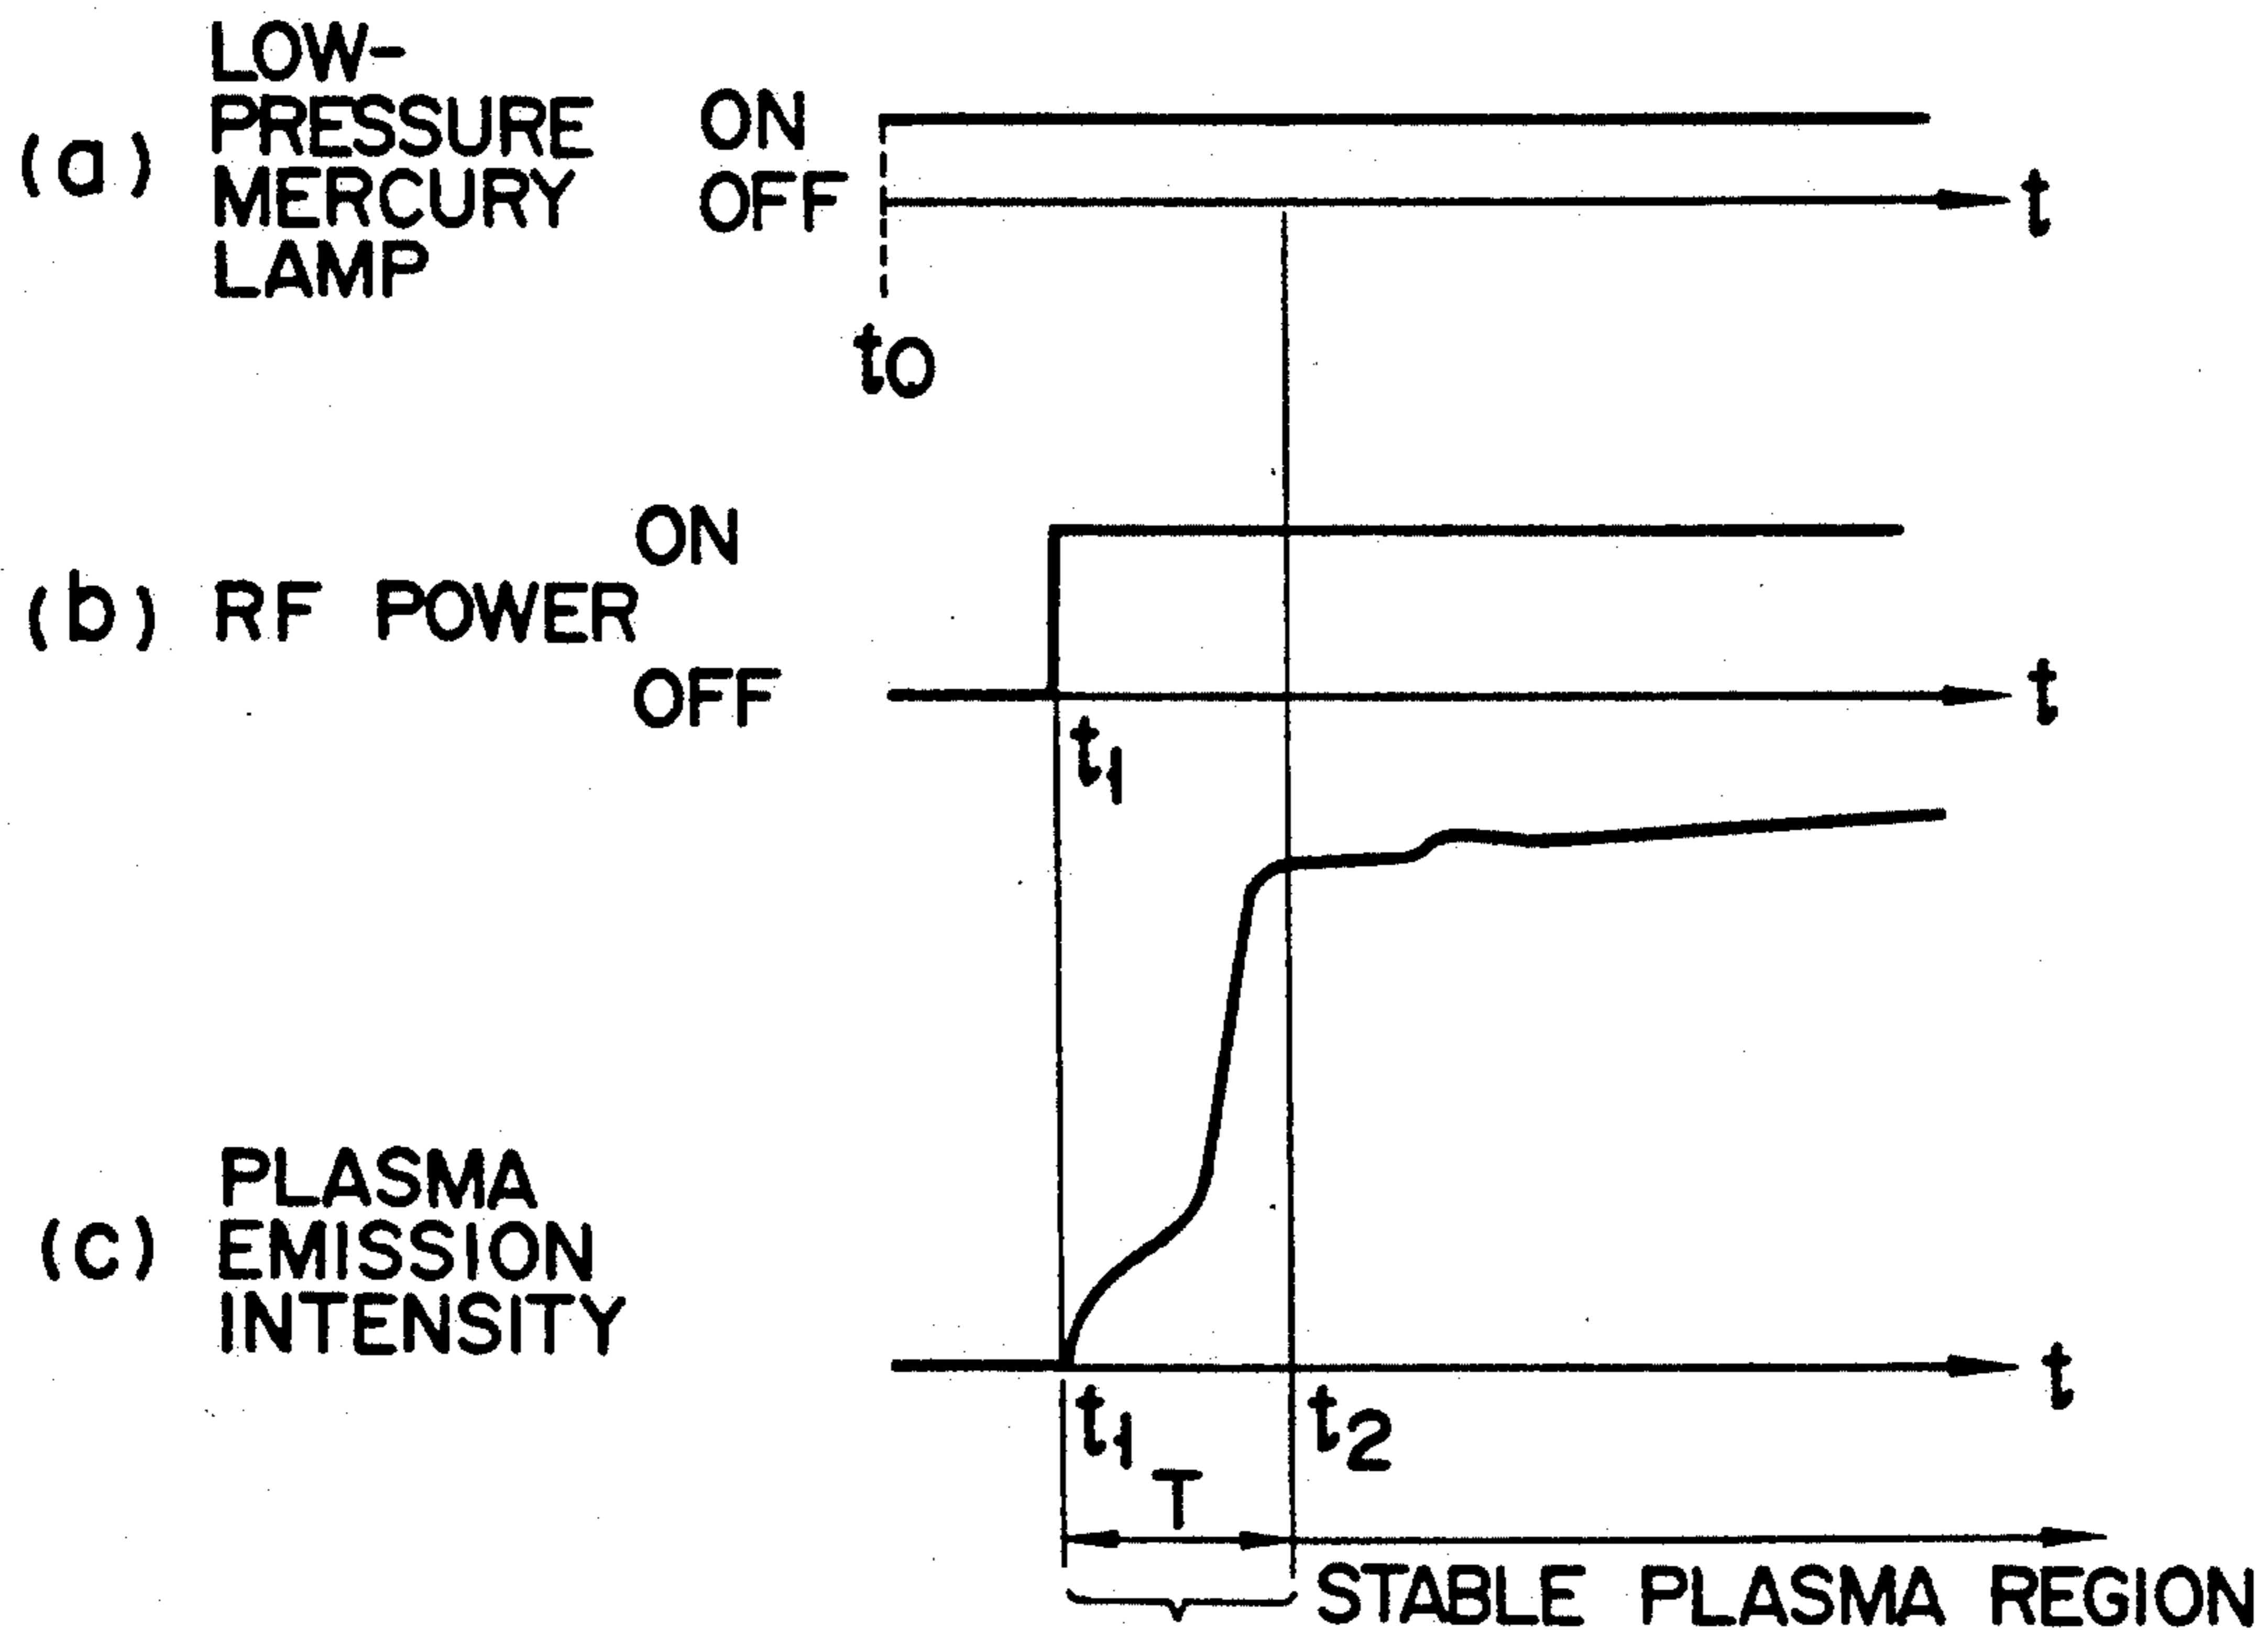 (a) LOW-
PRESSURE
MERCURY
LAMP
ON
OFF
t
t0
(b) RF POWER
ON
OFF
t
t1
(c) PLASMA
EMISSION
INTENSITY
t
t1
t2
T
STABLE PLASMA REGION